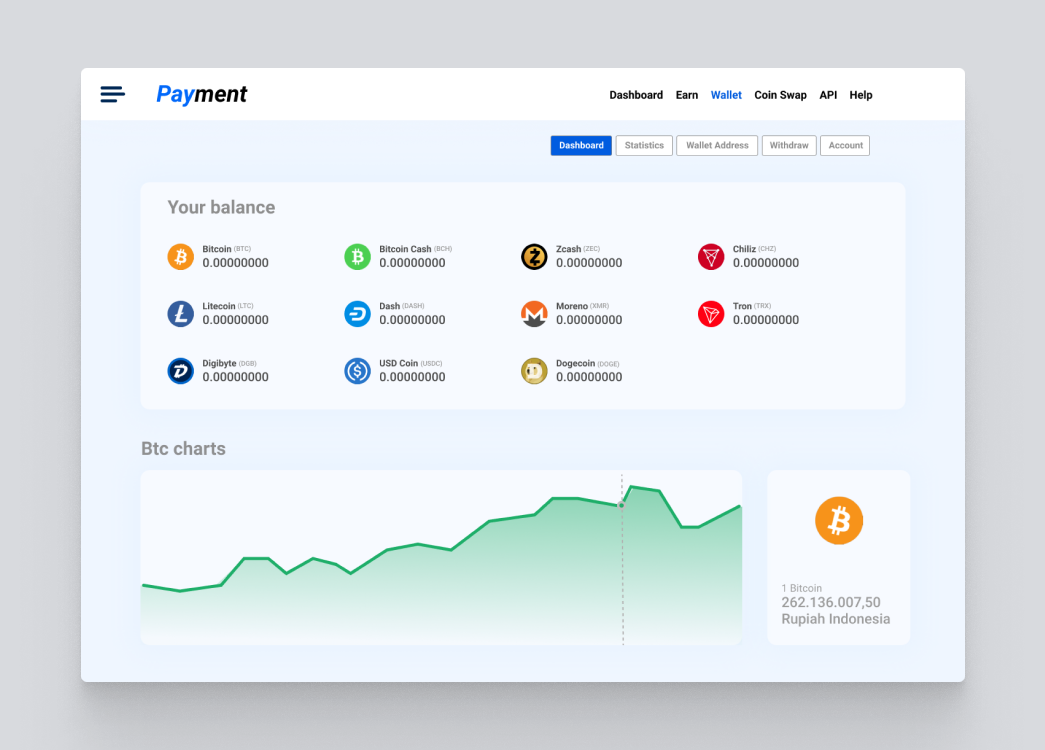 Payment
Dashboard Earn Wallet Coin Swap API Help
Dashboard Statistics Wallet Address Withdraw Account
Your balance
Bitcoin (BTC)
0.00000000
Bitcoin Cash (BCH)
0.00000000
Zcash (ZEC)
0.00000000
Chiliz (CHZ)
0.00000000
Litecoin (LTC)
0.00000000
Dash (DASH)
0.00000000
Moreno (XMR)
0.00000000
Tron (TRX)
0.00000000
Digibyte (DGB)
0.00000000
USD Coin (USDC)
0.00000000
Dogecoin (DOGE)
0.00000000
Btc charts
1 Bitcoin
262.136.007,50
Rupiah Indonesia